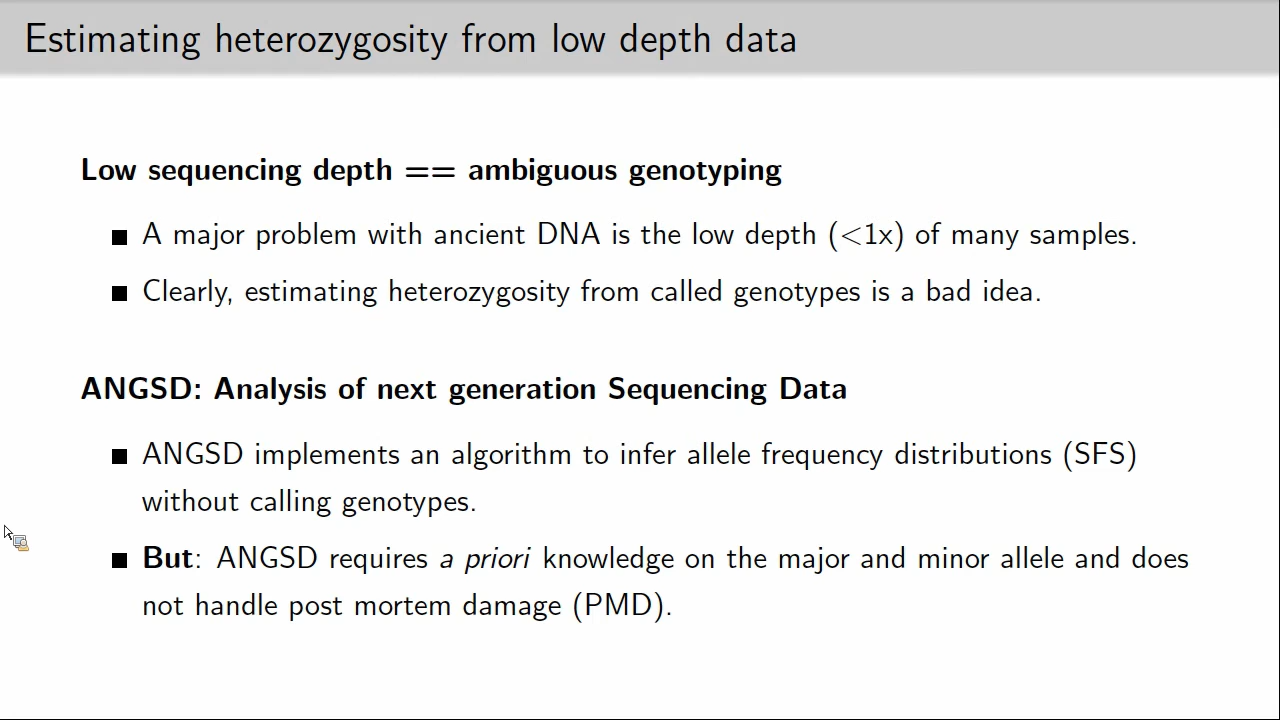 Estimating heterozygosity from low depth data
Low sequencing depth == ambiguous genotyping
■ A major problem with ancient DNA is the low depth (<1x) of many samples.
■ Clearly, estimating heterozygosity from called genotypes is a bad idea.
ANGSD: Analysis of next generation Sequencing Data
■ ANGSD implements an algorithm to infer allele frequency distributions (SFS)
without calling genotypes.
■ But: ANGSD requires a priori knowledge on the major and minor allele and does
not handle post mortem damage (PMD).